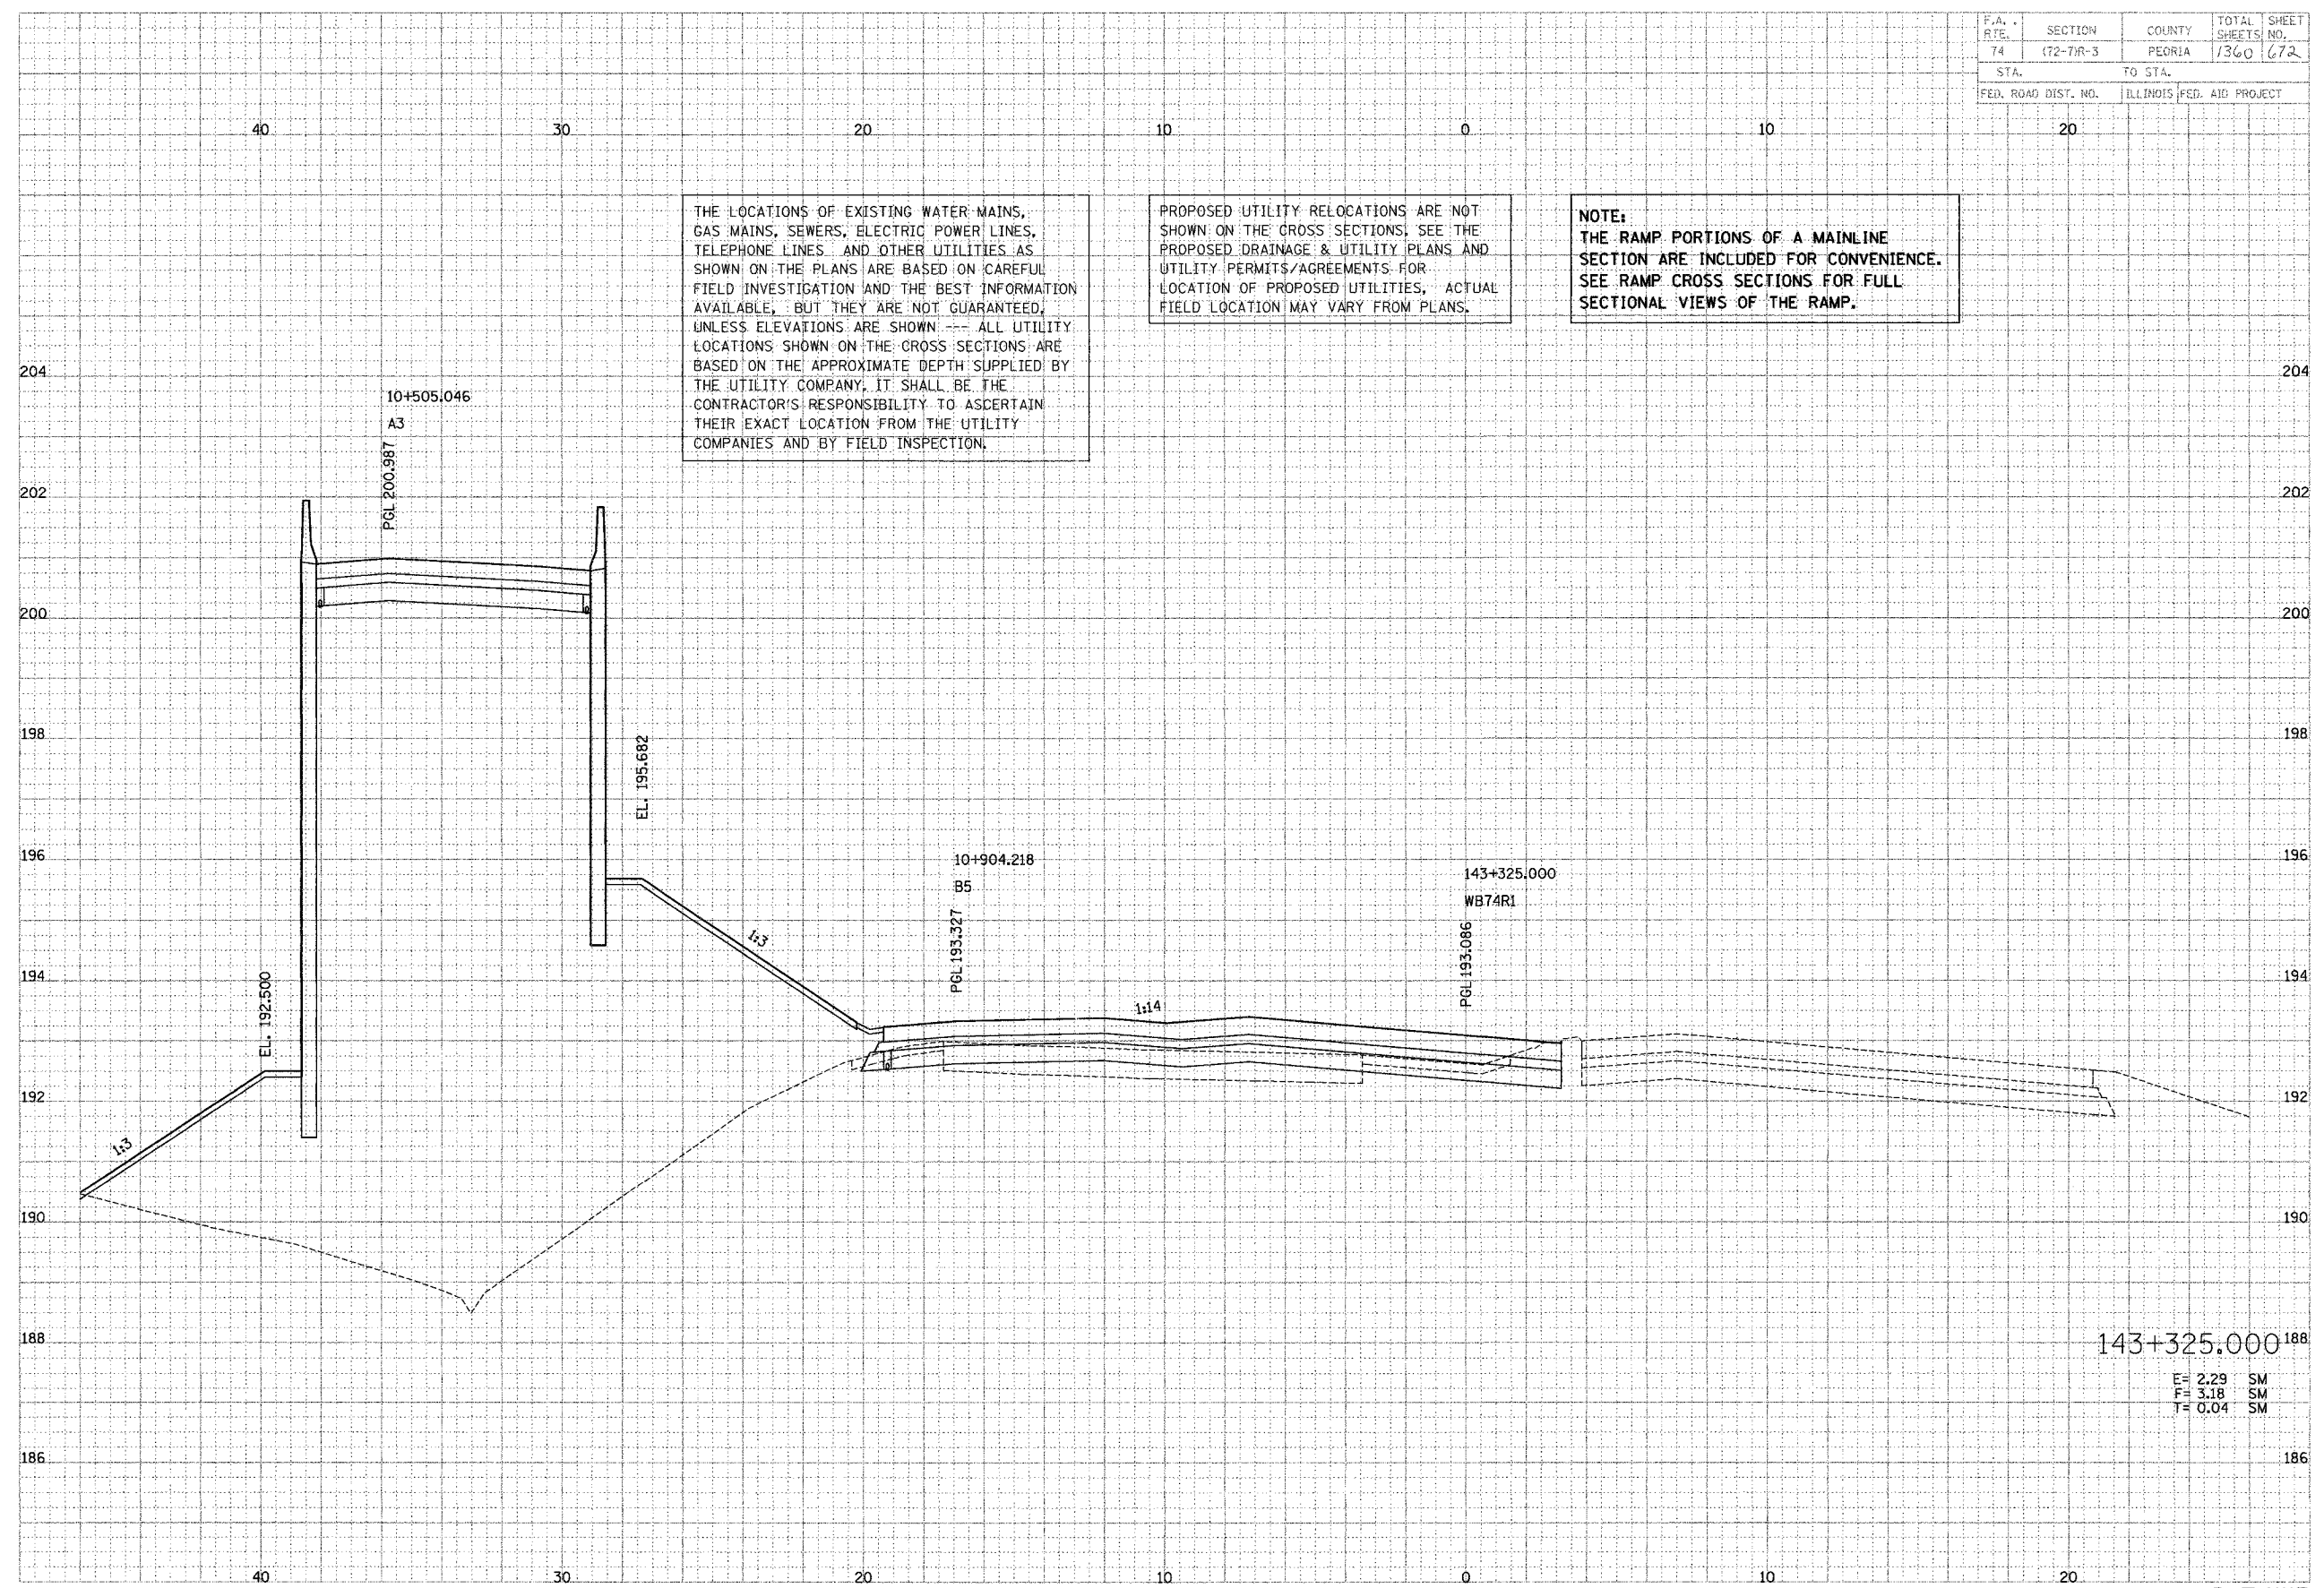 F.A. . RTE. SECTION COUNTY TOTAL SHEETS SHEET NO.
74 (72-7)R-3 PEORIA 1360 672
STA. TO STA.
FED. ROAD DIST. NO. ILLINOIS FED. AID PROJECT
40 30 20 10 0 10 20
THE LOCATIONS OF EXISTING WATER MAINS,
GAS MAINS, SEWERS, ELECTRIC POWER LINES,
TELEPHONE LINES AND OTHER UTILITIES AS
SHOWN ON THE PLANS ARE BASED ON CAREFUL
FIELD INVESTIGATION AND THE BEST INFORMATION
AVAILABLE, BUT THEY ARE NOT GUARANTEED.
UNLESS ELEVATIONS ARE SHOWN --- ALL UTILITY
LOCATIONS SHOWN ON THE CROSS SECTIONS ARE
BASED ON THE APPROXIMATE DEPTH SUPPLIED BY
THE UTILITY COMPANY. IT SHALL BE THE
CONTRACTOR'S RESPONSIBILITY TO ASCERTAIN
THEIR EXACT LOCATION FROM THE UTILITY
COMPANIES AND BY FIELD INSPECTION.
PROPOSED UTILITY RELOCATIONS ARE NOT
SHOWN ON THE CROSS SECTIONS. SEE THE
PROPOSED DRAINAGE & UTILITY PLANS AND
UTILITY PERMITS/AGREEMENTS FOR
LOCATION OF PROPOSED UTILITIES, ACTUAL
FIELD LOCATION MAY VARY FROM PLANS.
NOTE:
THE RAMP PORTIONS OF A MAINLINE
SECTION ARE INCLUDED FOR CONVENIENCE.
SEE RAMP CROSS SECTIONS FOR FULL
SECTIONAL VIEWS OF THE RAMP.
204 204
10+505.046
A3
PGL 200.987
202 202
200 200
198 198
EL. 195.682
196 196
10+904.218
B5
PGL 193.327
143+325.000
WB74R1
PGL 193.086
1:3
194 194
EL. 192.500
1:14
192 192
1:3
190 190
188 188
143+325.000
E= 2.29 SM
F= 3.18 SM
T= 0.04 SM
186 186
40 30 20 10 0 10 20